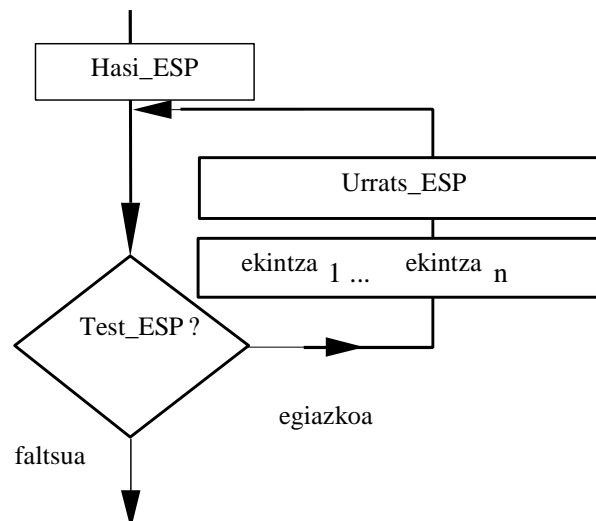 Hasi_ESP
Urrats_ESP
ekintza 1 ... ekintza n
Test_ESP ?
egiazkoa
faltsua